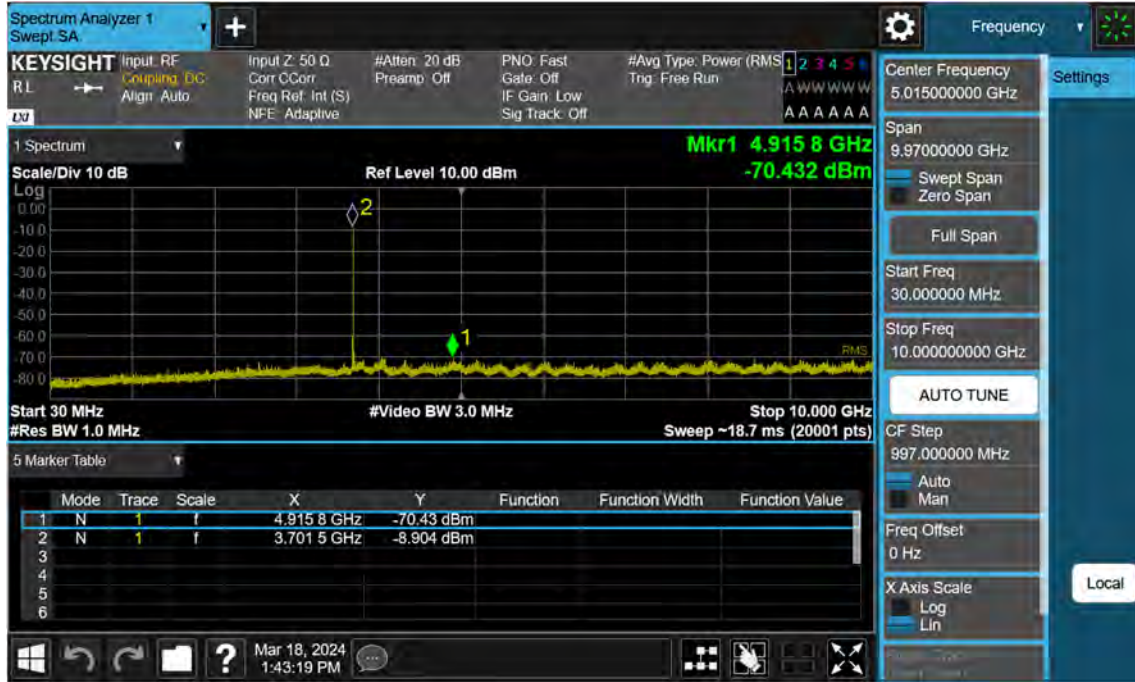 Spectrum Analyzer 1
Swept SA
+
Frequency
KEYSIGHT
RL
LXI
Input: RF
Coupling: DC
Align: Auto
Input Z: 50 Ω
Corr CCorr
Freq Ref: Int (S)
NFE: Adaptive
#Atten: 20 dB
Preamp: Off
PNO: Fast
Gate: Off
IF Gain: Low
Sig Track: Off
#Avg Type: Power (RMS
Trig: Free Run
1 2 3 4 5 6
A W W W W W
A A A A A A
1 Spectrum
Scale/Div 10 dB
Ref Level 10.00 dBm
Mkr1 4.915 8 GHz
-70.432 dBm
Log
0.00
-10.0
-20.0
-30.0
-40.0
-50.0
-60.0
-70.0
-80.0
2
1
RMS
Start 30 MHz
#Video BW 3.0 MHz
Stop 10.000 GHz
#Res BW 1.0 MHz
Sweep ~18.7 ms (20001 pts)
5 Marker Table
Mode Trace Scale X Y Function Function Width Function Value
1 N 1 f 4.915 8 GHz -70.43 dBm
2 N 1 f 3.701 5 GHz -8.904 dBm
3
4
5
6
?
Mar 18, 2024
1:43:19 PM
Center Frequency
5.015000000 GHz
Settings
Span
9.97000000 GHz
Swept Span
Zero Span
Full Span
Start Freq
30.000000 MHz
Stop Freq
10.000000000 GHz
AUTO TUNE
CF Step
997.000000 MHz
Auto
Man
Freq Offset
0 Hz
X Axis Scale
Log
Lin
Local